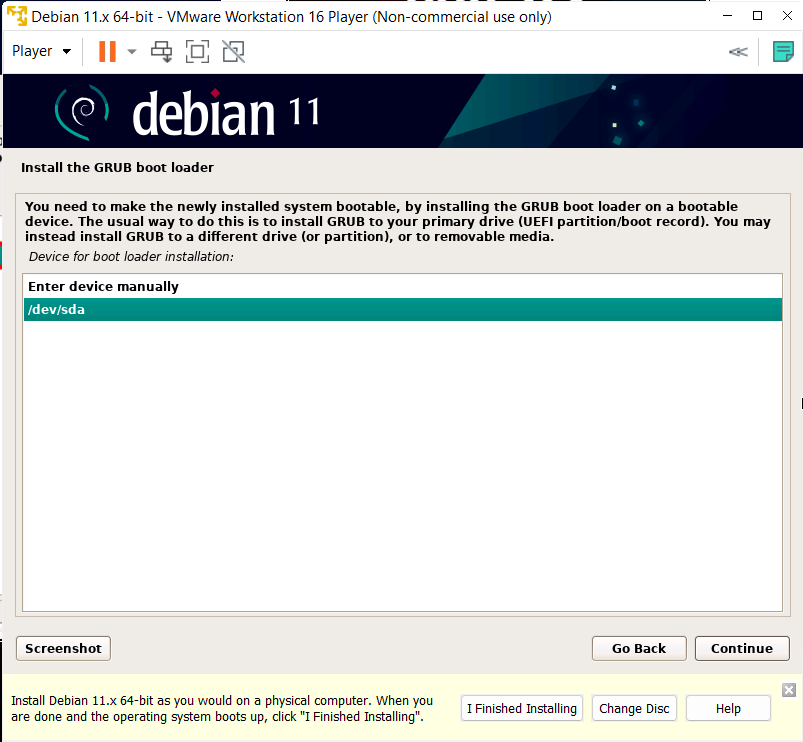 Debian 11.x 64-bit - VMware Workstation 16 Player (Non-commercial use only)
Player
debian 11
Install the GRUB boot loader
You need to make the newly installed system bootable, by installing the GRUB boot loader on a bootable
device. The usual way to do this is to install GRUB to your primary drive (UEFI partition/boot record). You may
instead install GRUB to a different drive (or partition), or to removable media.
Device for boot loader installation:
Enter device manually
/dev/sda
Screenshot
Go Back
Continue
Install Debian 11.x 64-bit as you would on a physical computer. When you
are done and the operating system boots up, click "I Finished Installing".
I Finished Installing
Change Disc
Help